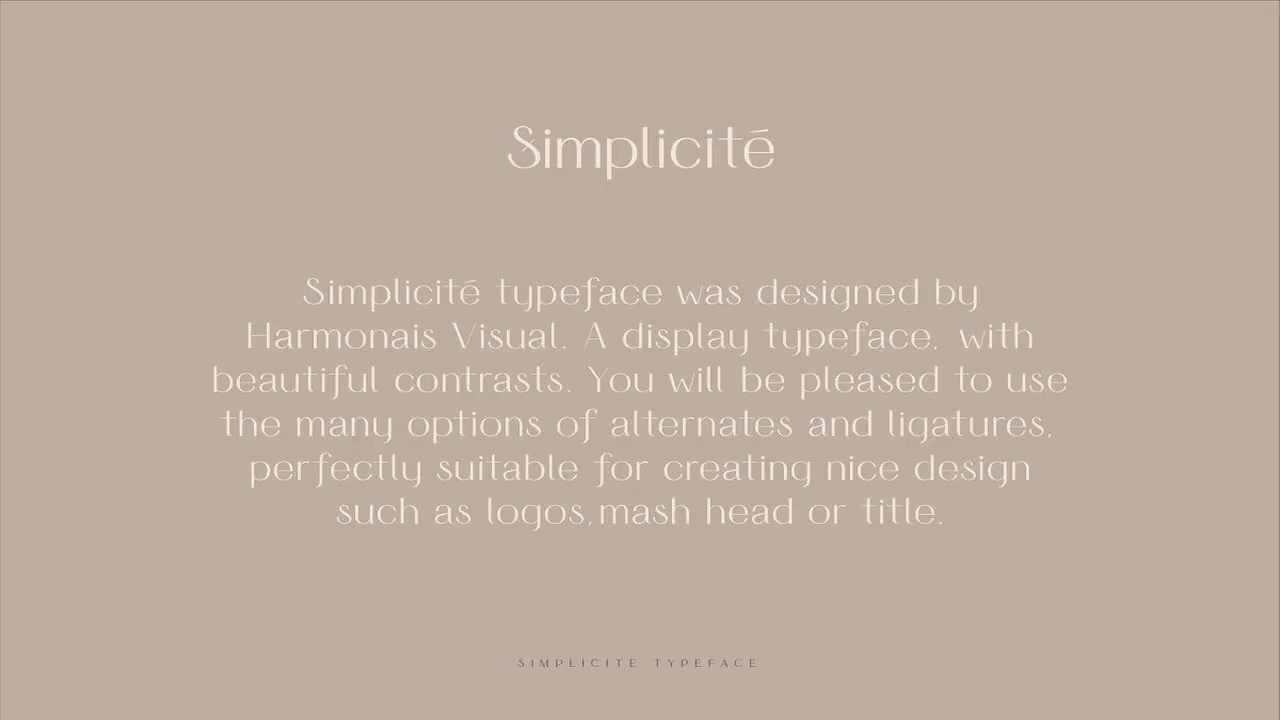 Simplicité
Simplicité typeface was designed by
Harmonais Visual. A display typeface, with
beautiful contrasts. You will be pleased to use
the many options of alternates and ligatures,
perfectly suitable for creating nice design
such as logos,mash head or title.
SIMPLICITE TYPEFACE